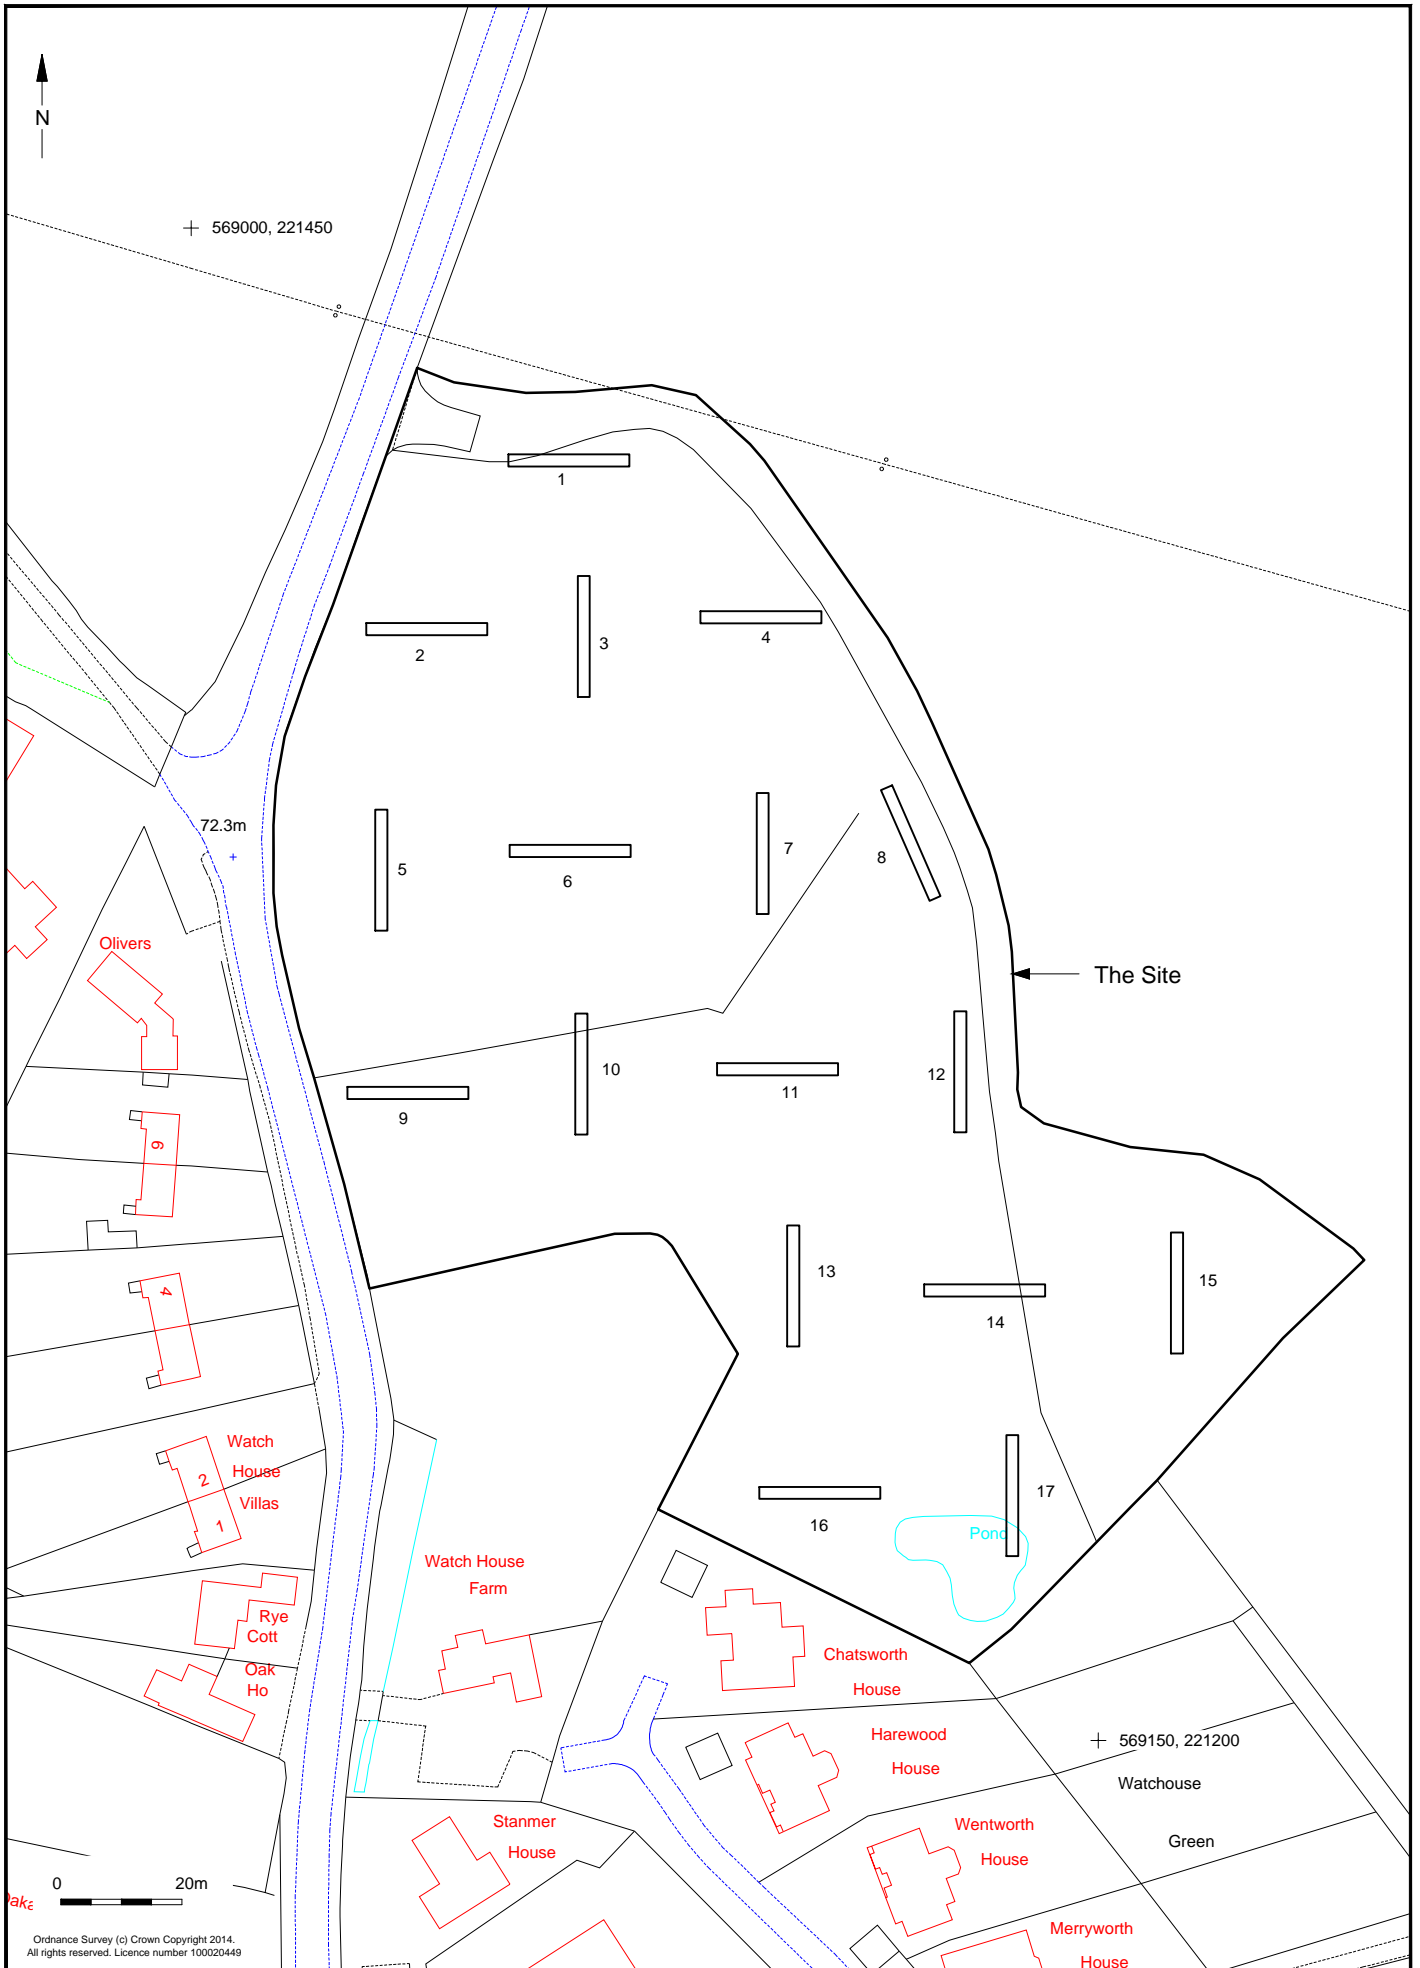 N
569000, 221450
1
2
3
4
5
6
7
8
72.3m
Olivers
The Site
9
10
11
12
6
13
14
15
4
Watch
House
Villas
2
1
16
17
Pond
Watch House
Farm
Rye
Cott
Oak
Ho
Chatsworth
House
Harewood
House
569150, 221200
Watchouse
Green
Stanmer
House
Wentworth
House
Merryworth
House
0 20m
Ordnance Survey (c) Crown Copyright 2014.
All rights reserved. Licence number 100020449